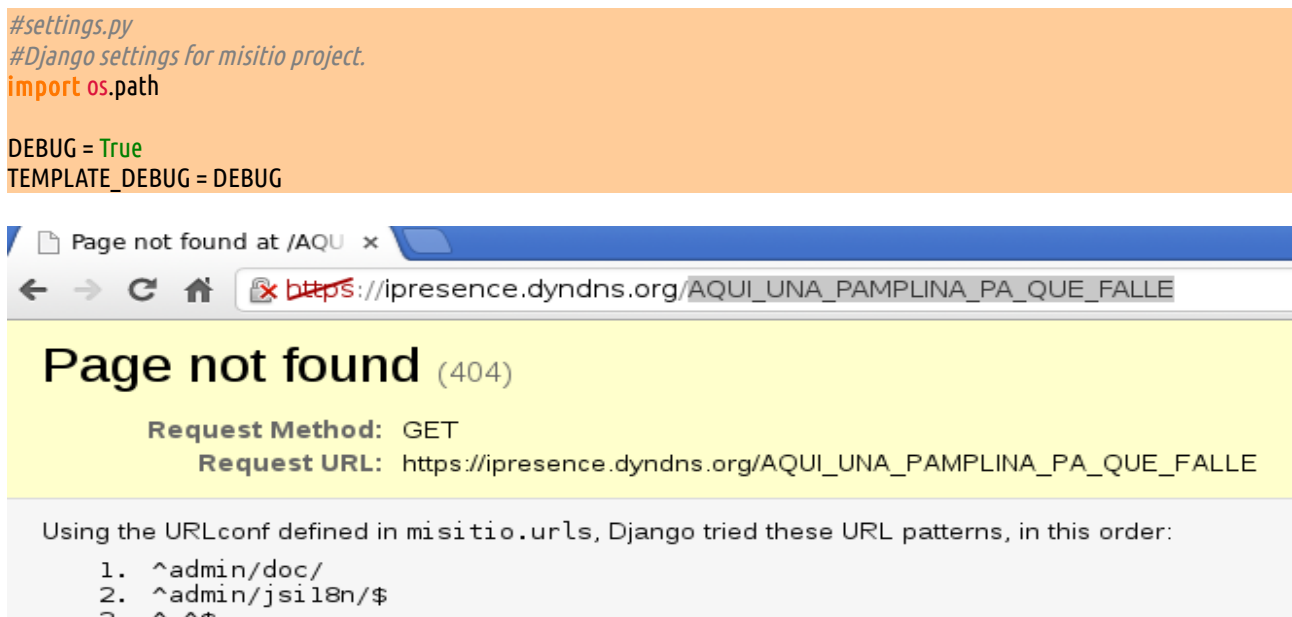 #settings.py
#Django settings for misitio project.
import os.path
DEBUG = True
TEMPLATE_DEBUG = DEBUG
Page not found at /AQU
https://ipresence.dyndns.org/AQUI_UNA_PAMPLINA_PA_QUE_FALLE
Page not found (404)
Request Method: GET
Request URL: https://ipresence.dyndns.org/AQUI_UNA_PAMPLINA_PA_QUE_FALLE
Using the URLconf defined in misitio.urls, Django tried these URL patterns, in this order:
1. ^admin/doc/
2. ^admin/jsi18n/$